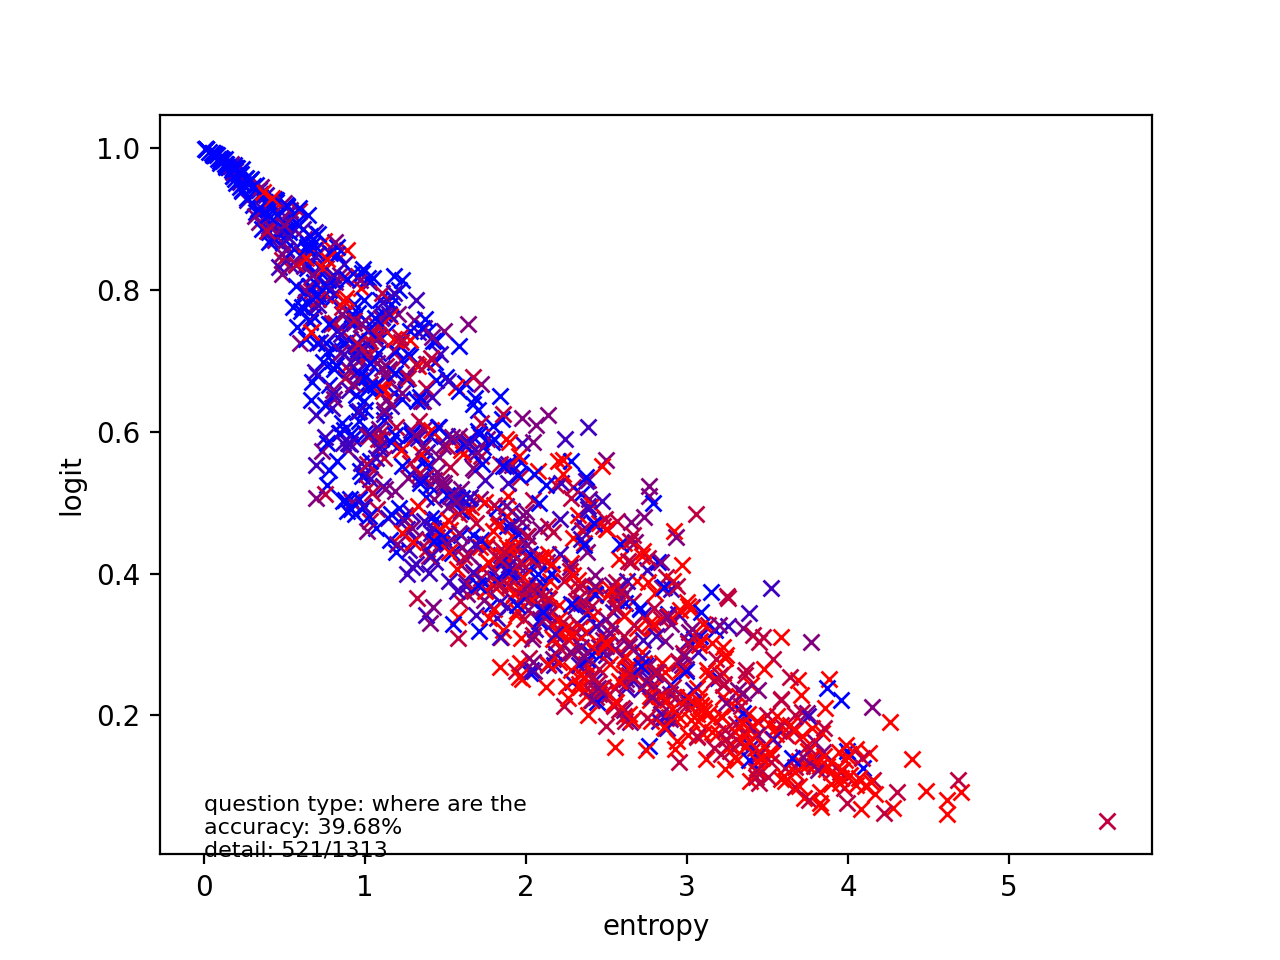 1.0
0.8
0.6
0.4
0.2
logit
question type: where are the
accuracy: 39.68%
detail: 521/1313
0 1 2 3 4 5
entropy